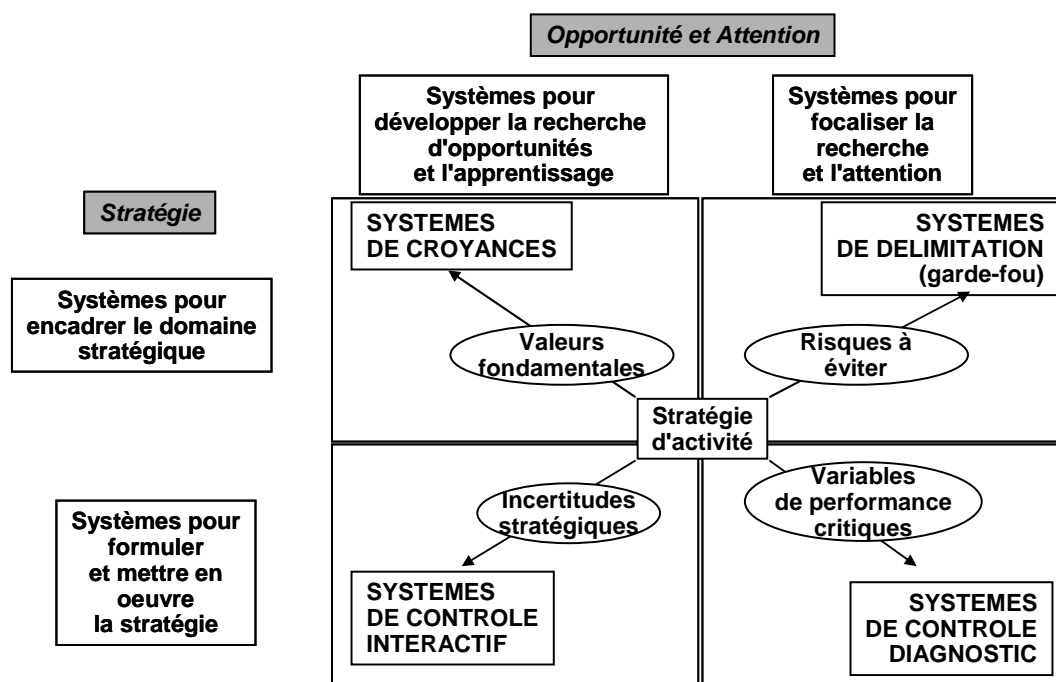 Opportunité et Attention
Systèmes pour
développer la recherche
d'opportunités
et l'apprentissage
Systèmes pour
focaliser la
recherche
et l'attention
Stratégie
SYSTEMES
DE CROYANCES
SYSTEMES
DE DELIMITATION
(garde-fou)
Systèmes pour
encadrer le domaine
stratégique
Valeurs
fondamentales
Risques à
éviter
Stratégie
d'activité
Incertitudes
stratégiques
Variables
de performance
critiques
Systèmes pour
formuler
et mettre en
oeuvre
la stratégie
SYSTEMES
DE CONTROLE
INTERACTIF
SYSTEMES
DE CONTROLE
DIAGNOSTIC